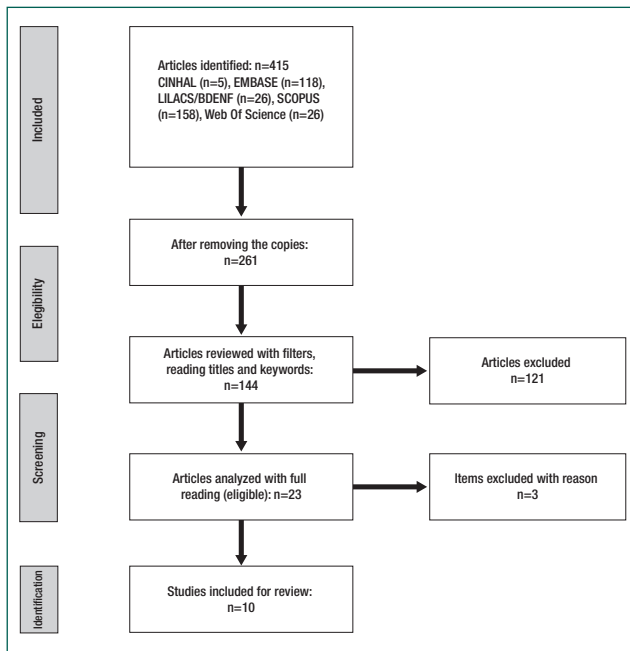 Included
Articles identified: n=415
CINHAL (n=5), EMBASE (n=118),
LILACS/BDENF (n=26), SCOPUS
(n=158), Web Of Science (n=26)
After removing the copies:
n=261
Elegibility
Articles reviewed with filters,
reading titles and keywords:
n=144
Articles excluded
n=121
Screening
Articles analyzed with full
reading (eligible): n=23
Items excluded with reason
n=3
Identification
Studies included for review:
n=10